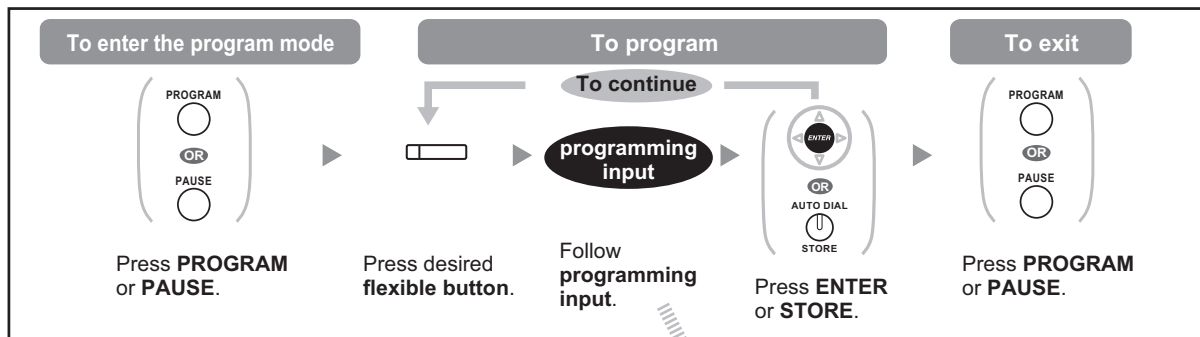 To enter the program mode
To program
To exit
To continue
PROGRAM
OR
PAUSE
programming
input
ENTER
OR
AUTO DIAL
STORE
PROGRAM
OR
PAUSE
Press PROGRAM
or PAUSE.
Press desired
flexible button.
Follow
programming
input.
Press ENTER
or STORE.
Press PROGRAM
or PAUSE.